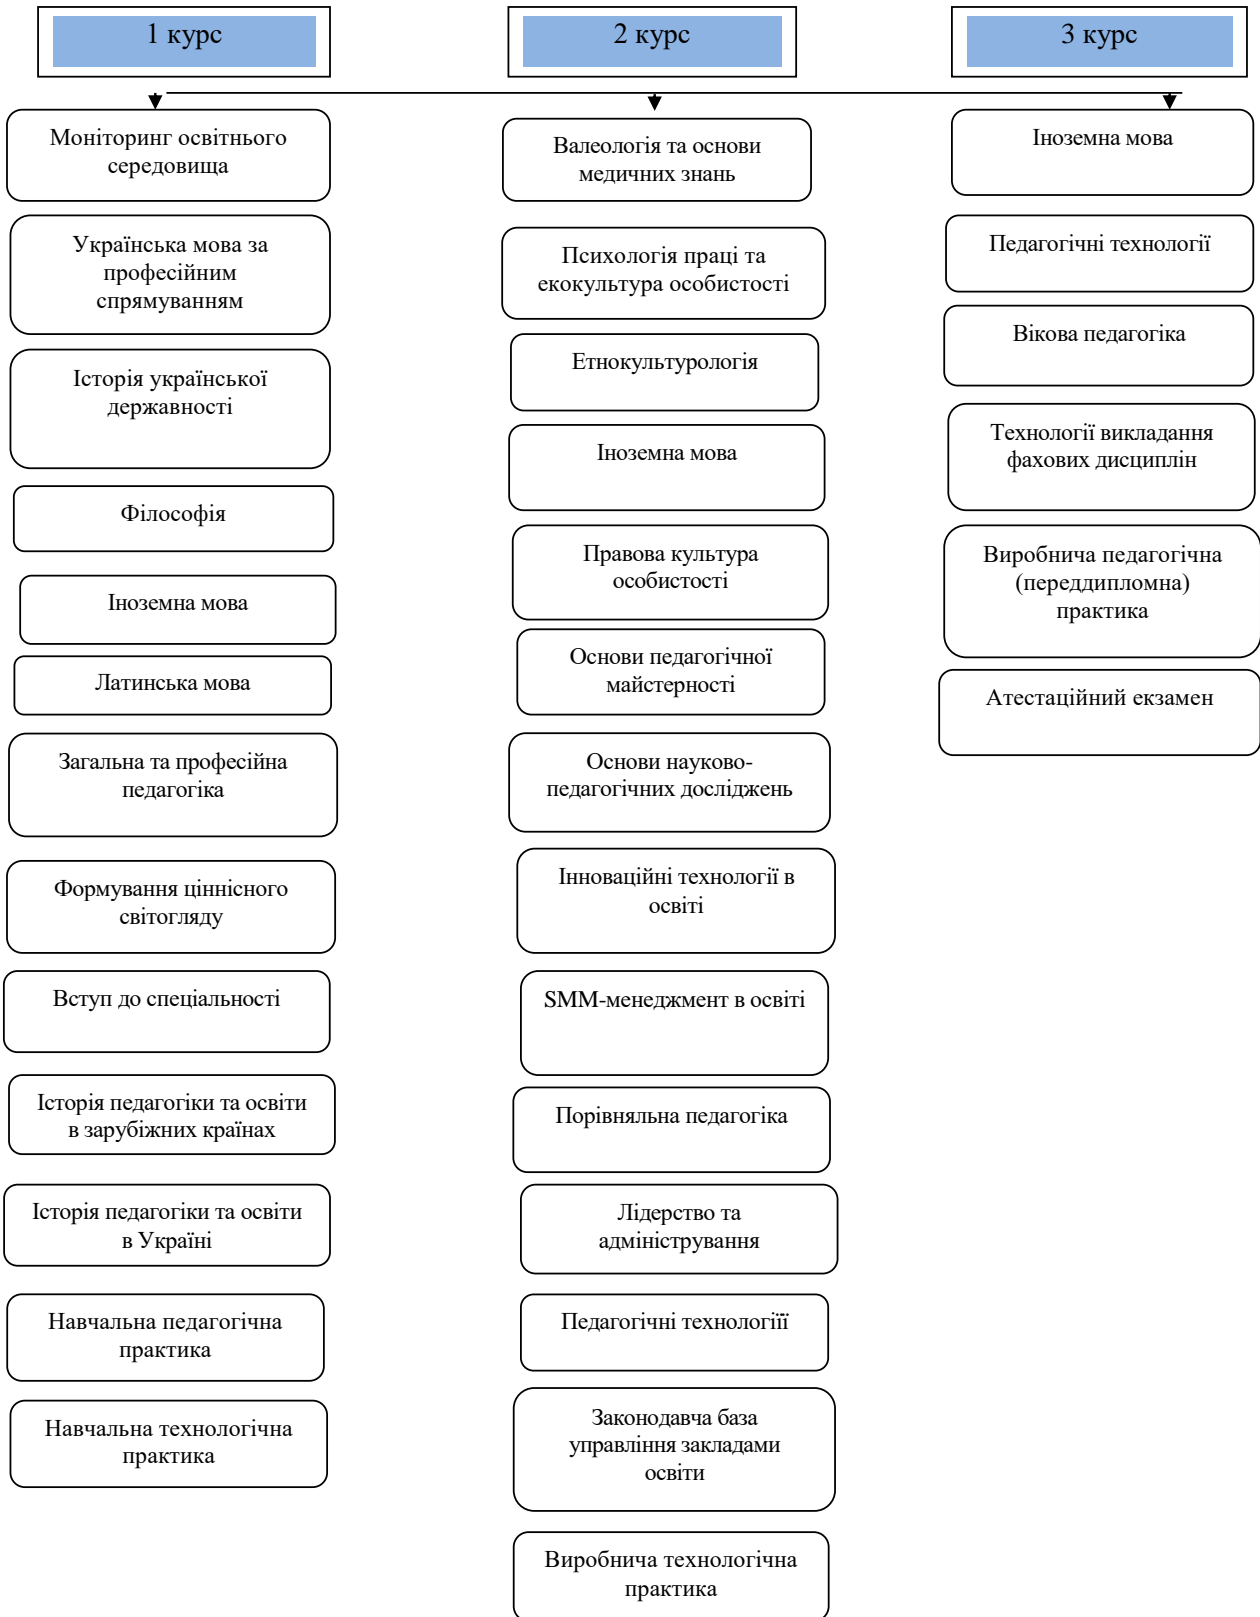 1 курс
2 курс
3 курс
Моніторинг освітнього
середовища
Українська мова за
професійним
спрямуванням
Історія української
державності
Філософія
Іноземна мова
Латинська мова
Загальна та професійна
педагогіка
Формування ціннісного
світогляду
Вступ до спеціальності
Історія педагогіки та освіти
в зарубіжних країнах
Історія педагогіки та освіти
в Україні
Навчальна педагогічна
практика
Навчальна технологічна
практика
Валеологія та основи
медичних знань
Психологія праці та
екокультура особистості
Етнокультурологія
Іноземна мова
Правова культура
особистості
Основи педагогічної
майстерності
Основи науково-
педагогічних досліджень
Інноваційні технології в
освіті
SMM-менеджмент в освіті
Порівняльна педагогіка
Лідерство та
адміністрування
Педагогічні технологіїї
Законодавча база
управління закладами
освіти
Виробнича технологічна
практика
Іноземна мова
Педагогічні технології
Вікова педагогіка
Технології викладання
фахових дисциплін
Виробнича педагогічна
(переддипломна)
практика
Атестаційний екзамен